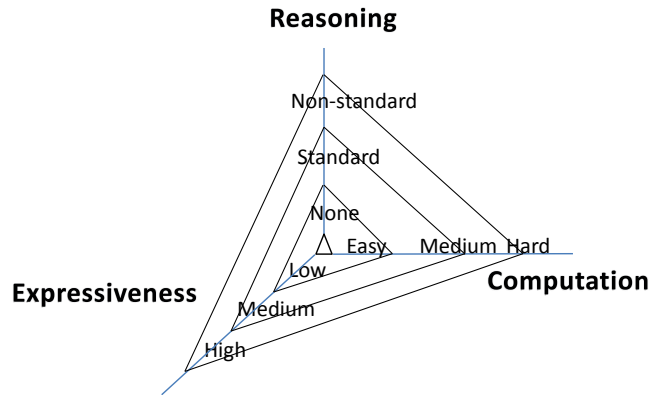 Reasoning
Non-standard
Standard
None
Easy Medium Hard
Low
Computation
Expressiveness
Medium
High